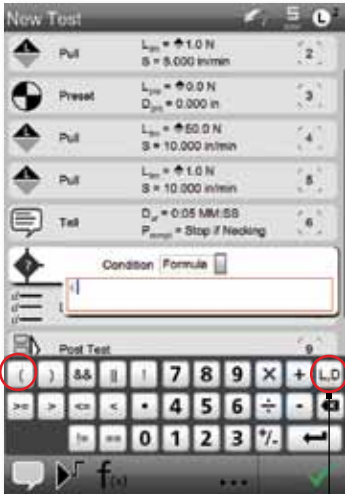 New Test
Pull
= 1.0 N
S = 5.000 in/min
2
Preset
= 0.0 N
= 0.000 in
3
Pull
= 50.0 N
S = 10.000 in/min
4
Pull
= 1.0 N
S = 10.000 in/min
5
Tell
= 0:05 MM:SS
= Stop if Necking
6
Condition Formula
(
Post Test
9
( ) && || ! 7 8 9 × + L,D
>= > <= < • 4 5 6 ÷ -
!= == 0 1 2 3 +/-
f(x) ...